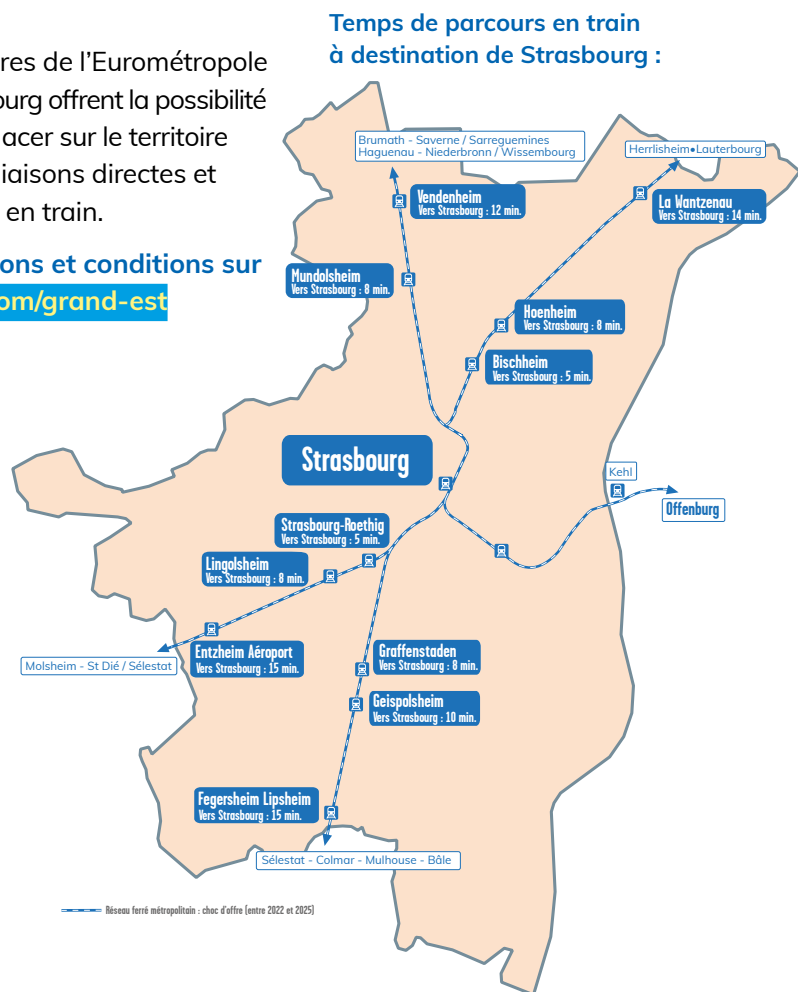 Temps de parcours en train
à destination de Strasbourg :
res de l'Eurométropole
ourg offrent la possibilité
acer sur le territoire
iaisons directes et
en train.
ons et conditions sur
om/grand-est
Brumath - Saverne / Sarreguemines
Haguenau - Niederbronn / Wissembourg
Herrlisheim•Lauterbourg
Vendenheim
Vers Strasbourg : 12 min.
La Wantzenau
Vers Strasbourg : 14 min.
Mundolsheim
Vers Strasbourg : 8 min.
Hoenheim
Vers Strasbourg : 8 min.
Bischheim
Vers Strasbourg : 5 min.
Strasbourg
Kehl
Offenburg
Strasbourg-Roethig
Vers Strasbourg : 5 min.
Lingolsheim
Vers Strasbourg : 8 min.
Entzheim Aéroport
Vers Strasbourg : 15 min.
Molsheim - St Dié / Sélestat
Graffenstaden
Vers Strasbourg : 8 min.
Geispolsheim
Vers Strasbourg : 10 min.
Fegersheim Lipsheim
Vers Strasbourg : 15 min.
Sélestat - Colmar - Mulhouse - Bâle
Réseau ferré métropolitain : choc d'offre (entre 2022 et 2025)